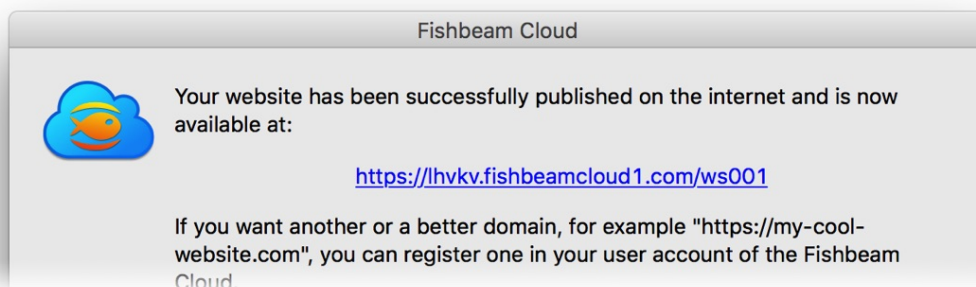 Fishbeam Cloud
Your website has been successfully published on the internet and is now
available at:
https://lhvkv.fishbeamcloud1.com/ws001
If you want another or a better domain, for example "https://my-cool-
website.com", you can register one in your user account of the Fishbeam
Cloud.